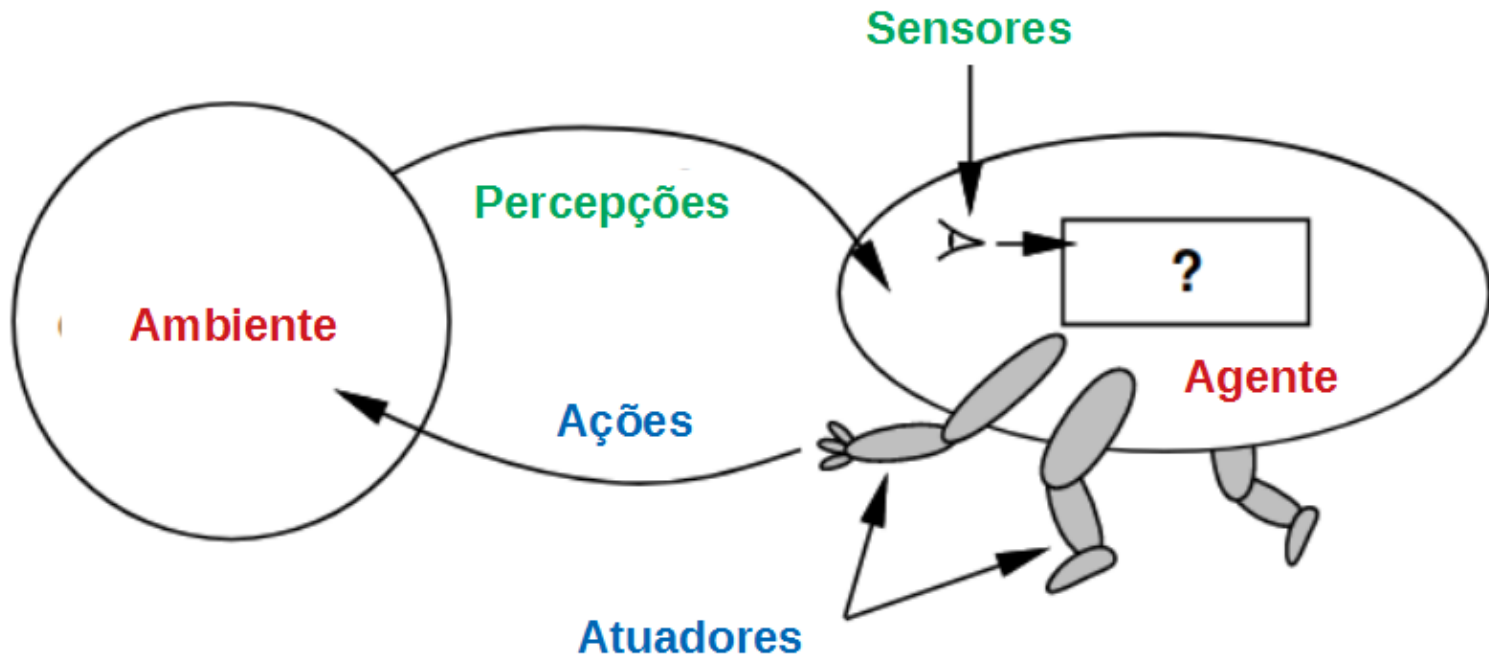 Sensores
Percepções
?
Ambiente
Agente
Ações
Atuadores